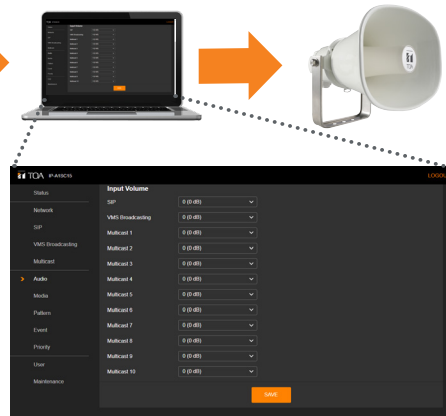 TOA IP-A1SC15
LOGOU
Status
Network
SIP
VMS Broadcasting
Multicast
> Audio
Media
Pattern
Event
Priority
User
Maintenance
Input Volume
SIP 0 (0 dB)
VMS Broadcasting 0 (0 dB)
Multicast 1 0 (0 dB)
Multicast 2 0 (0 dB)
Multicast 3 0 (0 dB)
Multicast 4 0 (0 dB)
Multicast 5 0 (0 dB)
Multicast 6 0 (0 dB)
Multicast 7 0 (0 dB)
Multicast 8 0 (0 dB)
Multicast 9 0 (0 dB)
Multicast 10 0 (0 dB)
SAVE